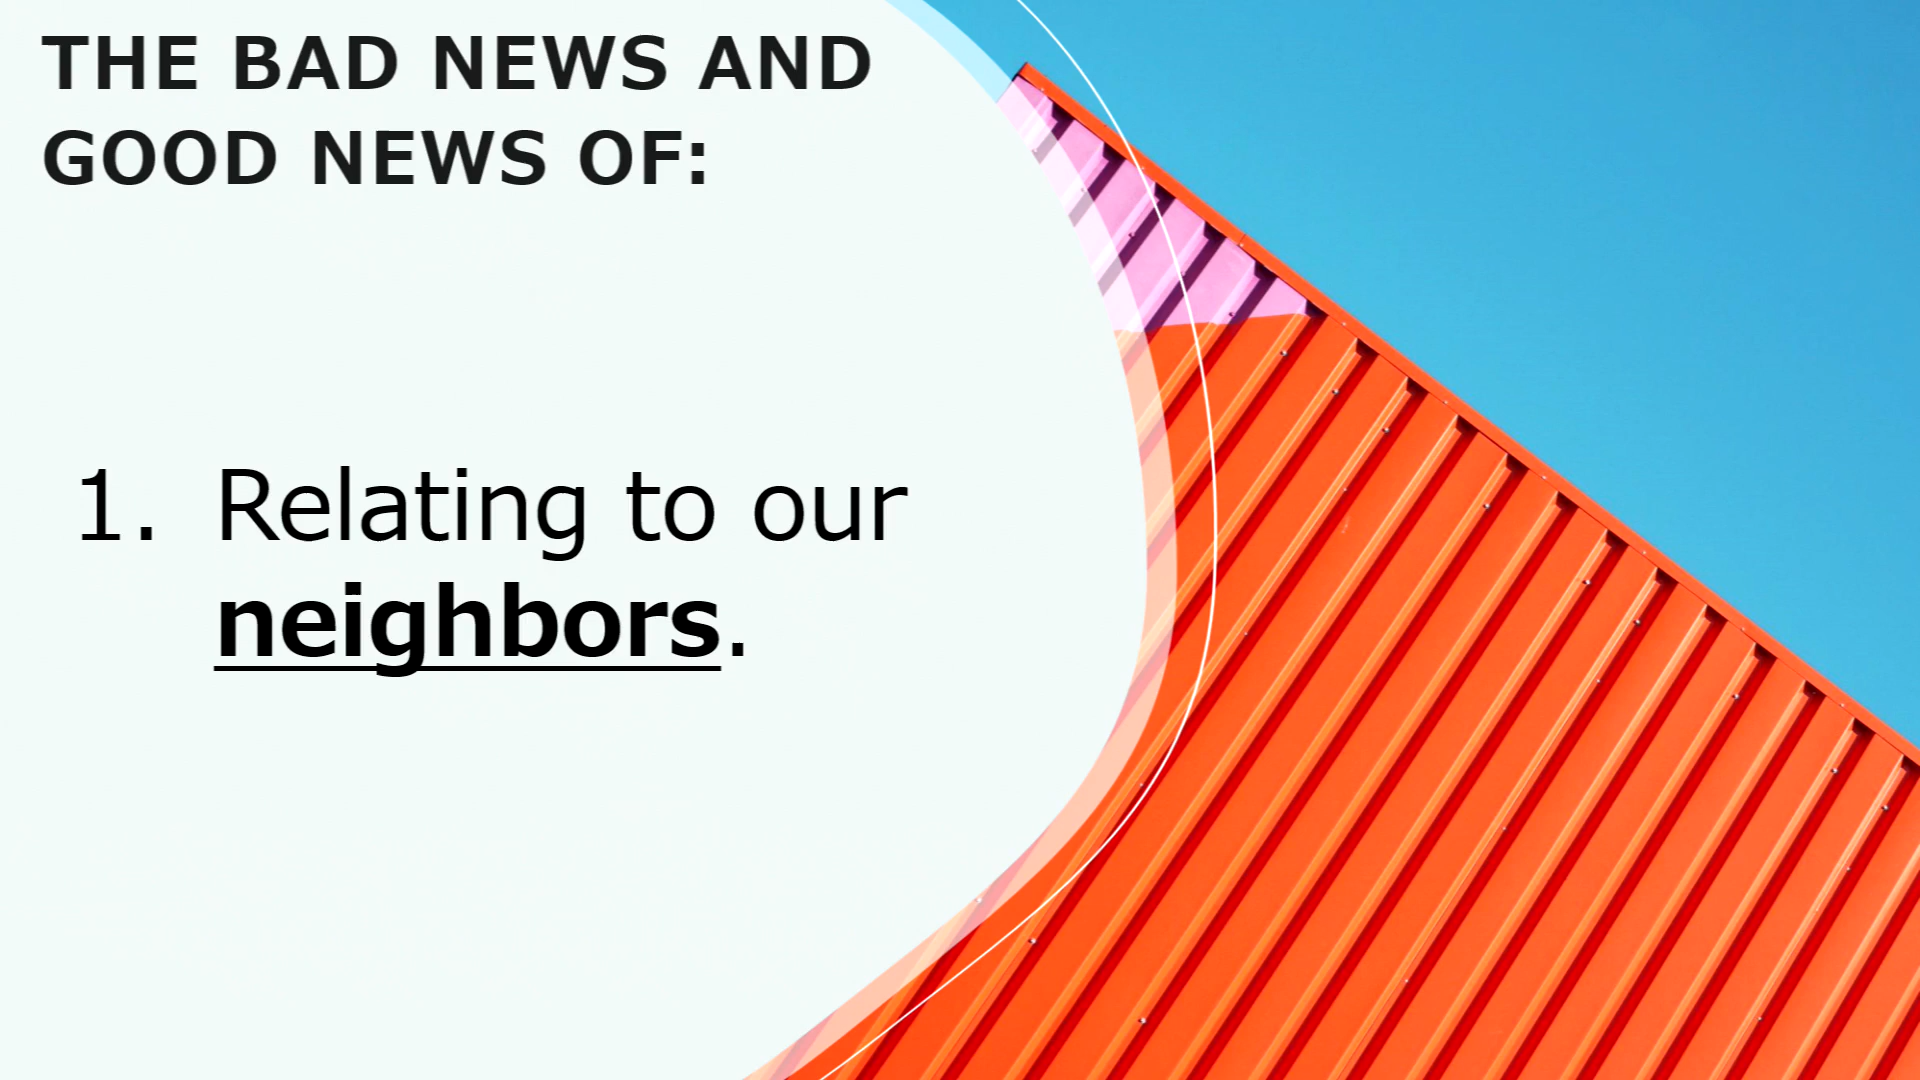 THE BAD NEWS AND
GOOD NEWS OF:
1. Relating to our
neighbors.